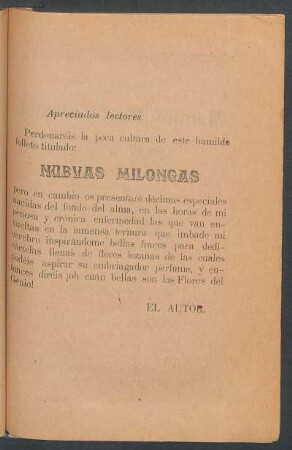 Apreciados lectores:
Perdonaréis la poca cultura de este humilde
folleto titulado:
NUEVAS MILONGAS
pero en cambio os presentaré décimas especiales
nacidas del fondo del alma, en las horas de mi
penosa y crónica enfermedad las que van en-
vueltas en la inmensa ternura que imbade mi
cerebro inspirándome bellas fraces para dedi-
cárselas llenas de flores lozanas de las cuales
podéis aspirar su embriagador perfume, y en-
tonces diréis ¡oh cuán bellas son las Flores del
Genio!
EL AUTOR.